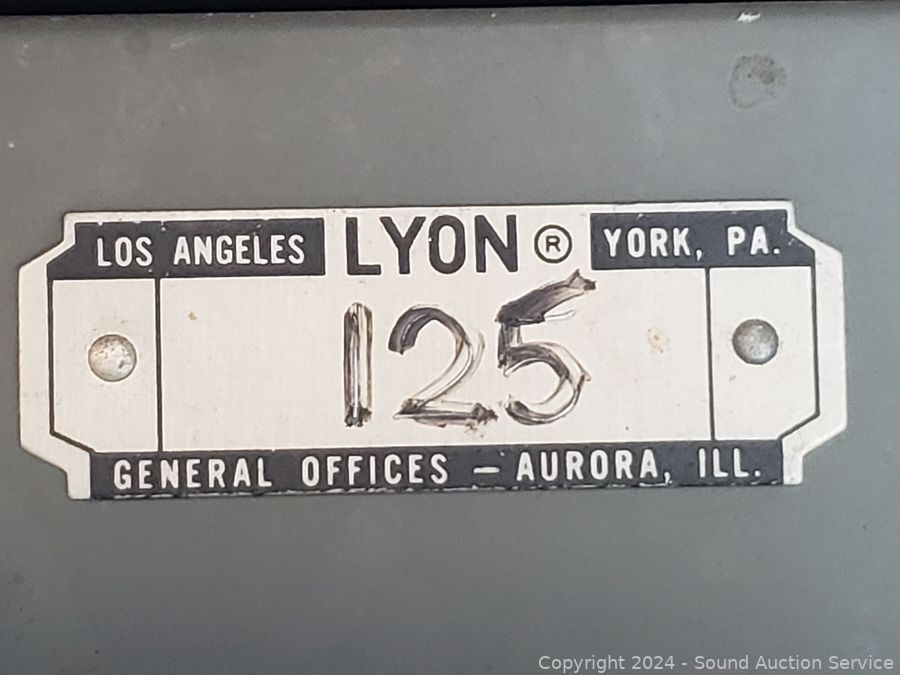 LOS ANGELES LYON ® YORK, PA.
125
GENERAL OFFICES – AURORA, ILL.
Copyright 2024 - Sound Auction Service